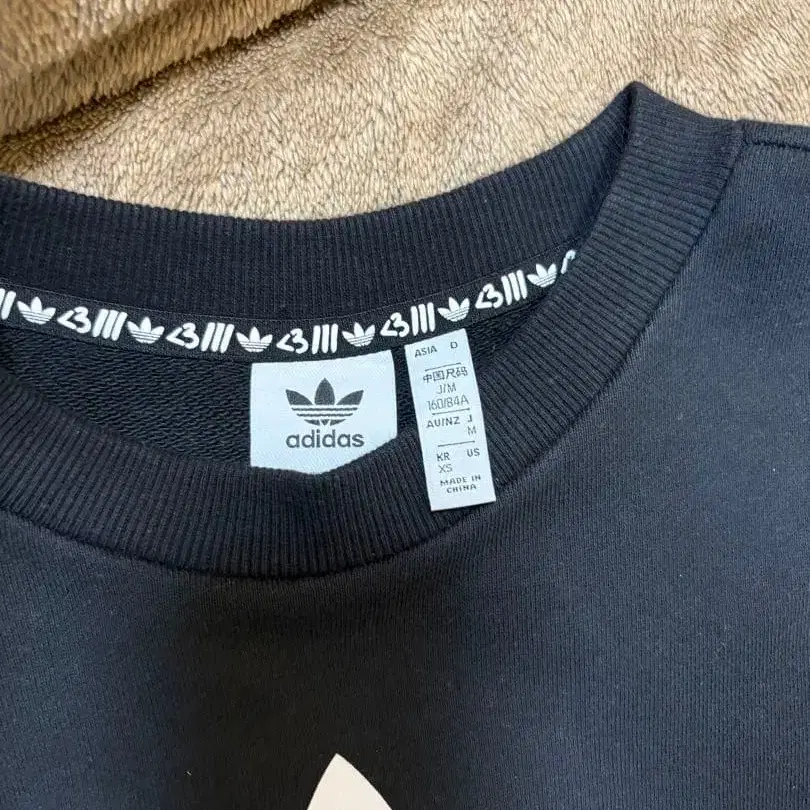 adidas
ASIA D
中国尺码
J/M
160/84A
AU/NZ J
M
KR US
XS
MADE IN
CHINA